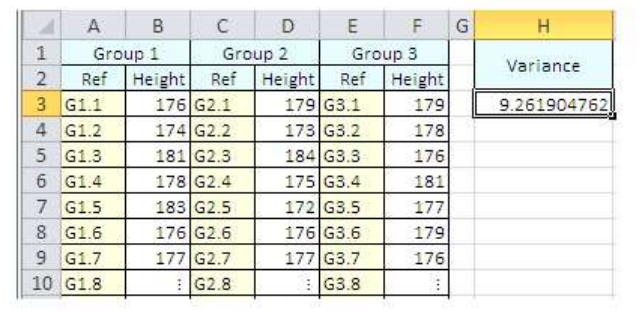 A B C D E F G H
1 Group 1 Group 2 Group 3 Variance
2 Ref Height Ref Height Ref Height
3 G1.1 176 G2.1 179 G3.1 179 9.261904762
4 G1.2 174 G2.2 173 G3.2 178
5 G1.3 181 G2.3 184 G3.3 176
6 G1.4 178 G2.4 175 G3.4 181
7 G1.5 183 G2.5 172 G3.5 177
8 G1.6 176 G2.6 176 G3.6 179
9 G1.7 177 G2.7 177 G3.7 176
10 G1.8 ⋮ G2.8 ⋮ G3.8 ⋮